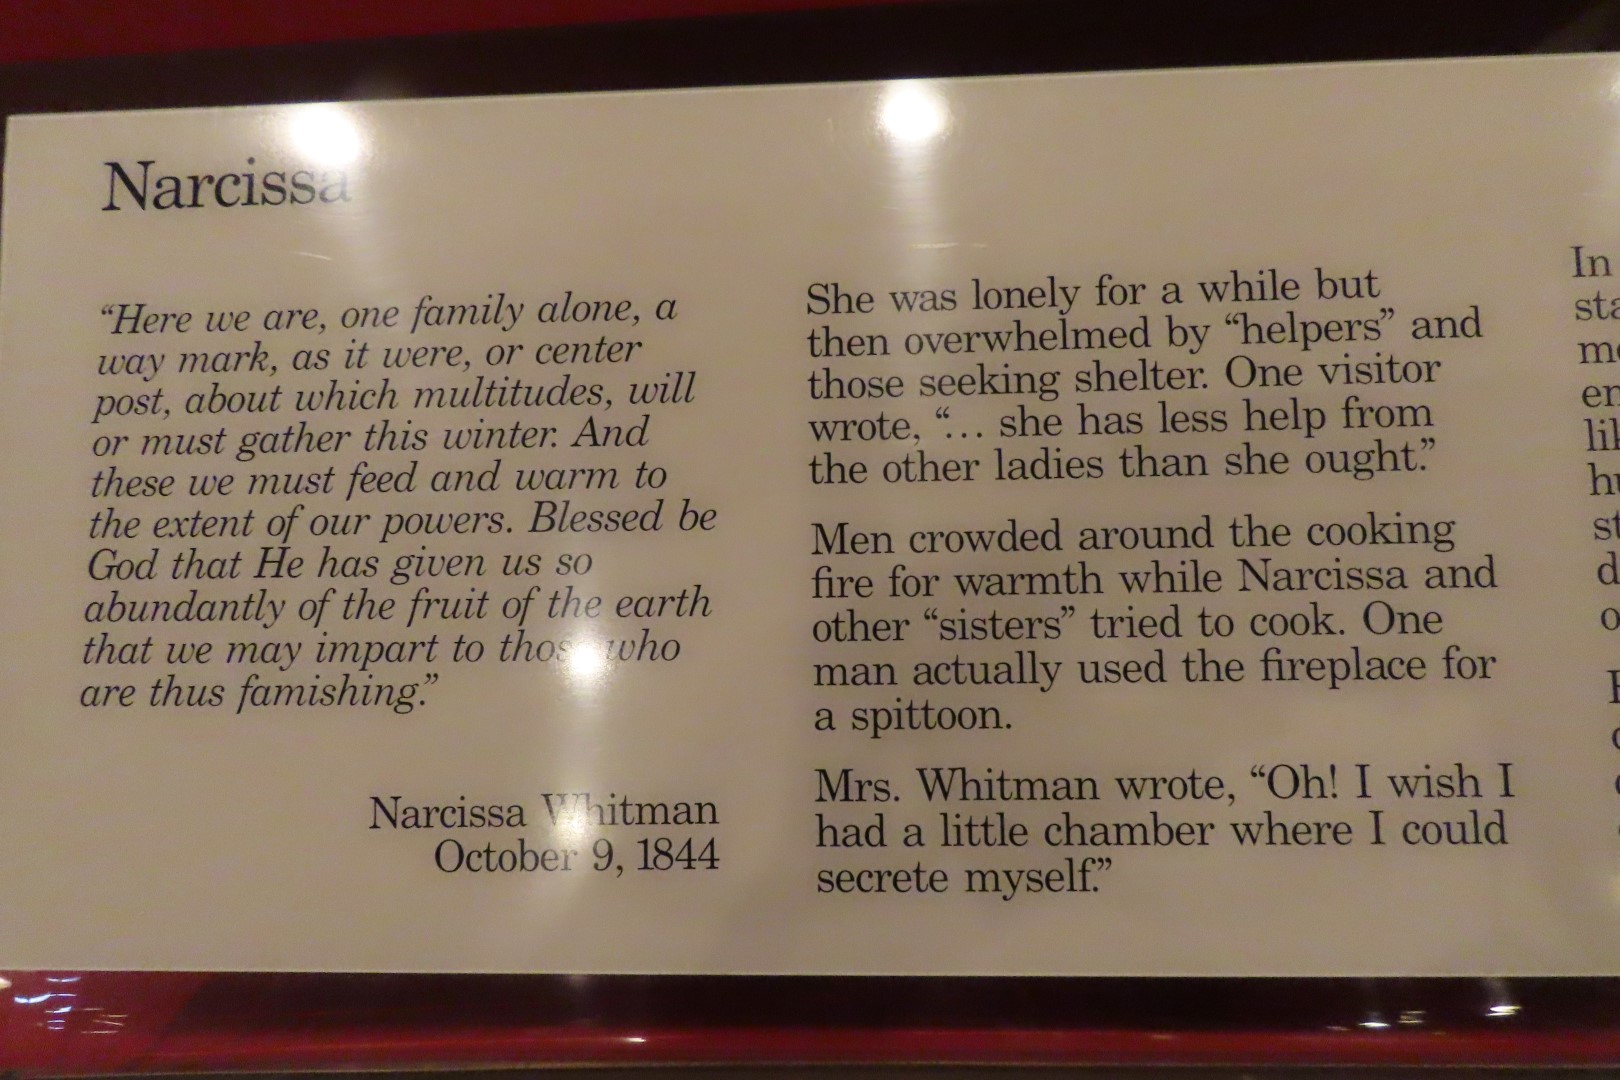 Narcissa
“Here we are, one family alone, a
way mark, as it were, or center
post, about which multitudes, will
or must gather this winter. And
these we must feed and warm to
the extent of our powers. Blessed be
God that He has given us so
abundantly of the fruit of the earth
that we may impart to those who
are thus famishing.”
Narcissa Whitman
October 9, 1844
She was lonely for a while but
then overwhelmed by “helpers” and
those seeking shelter. One visitor
wrote, “… she has less help from
the other ladies than she ought.”
Men crowded around the cooking
fire for warmth while Narcissa and
other “sisters” tried to cook. One
man actually used the fireplace for
a spittoon.
Mrs. Whitman wrote, “Oh! I wish I
had a little chamber where I could
secrete myself.”
In